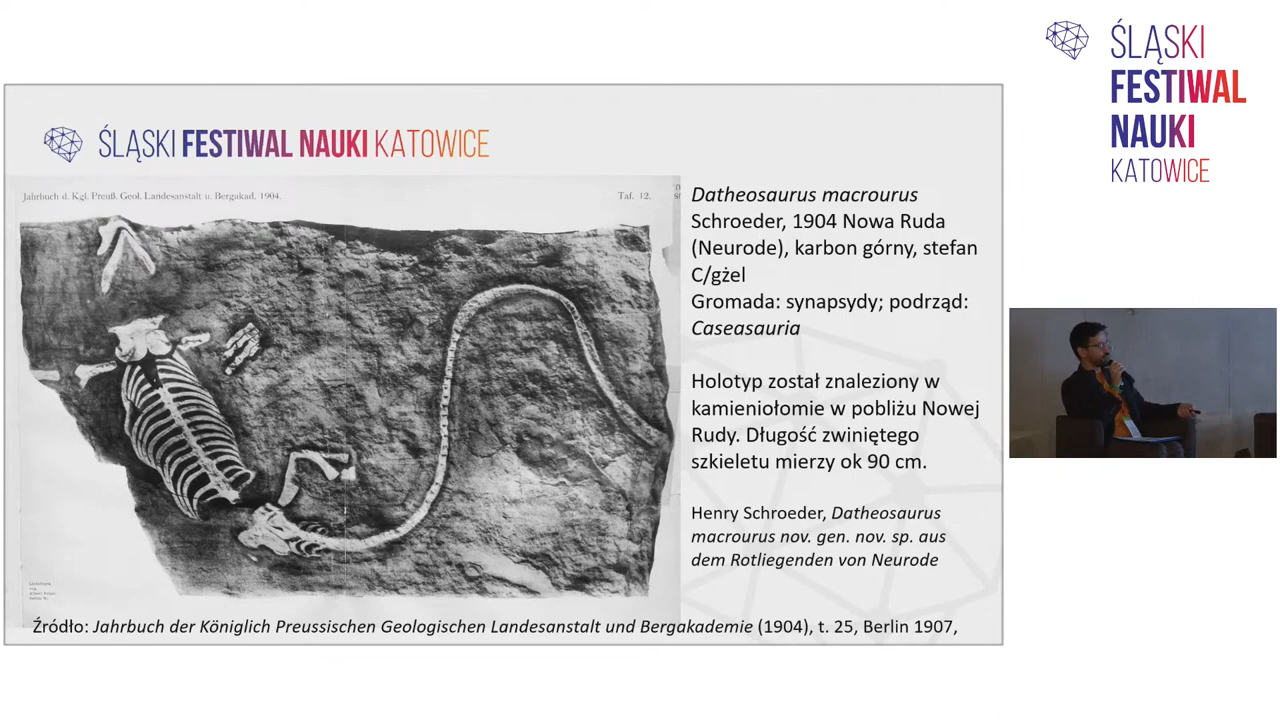 ŚLĄSKI
FESTIWAL
NAUKI
KATOWICE
ŚLĄSKI FESTIWAL NAUKI KATOWICE
Jahrbuch d. Kgl. Preuß. Geol. Landesanstalt u. Bergakad. 1904.
Taf. 12.
Datheosaurus macrourus
Schroeder, 1904 Nowa Ruda
(Neurode), karbon górny, stefan
C/gżel
Gromada: synapsydy; podrząd:
Caseasauria
Holotyp został znaleziony w
kamieniołomie w pobliżu Nowej
Rudy. Długość zwiniętego
szkieletu mierzy ok 90 cm.
Henry Schroeder, Datheosaurus
macrourus nov. gen. nov. sp. aus
dem Rotliegenden von Neurode
Źródło: Jahrbuch der Königlich Preussischen Geologischen Landesanstalt und Bergakademie (1904), t. 25, Berlin 1907,